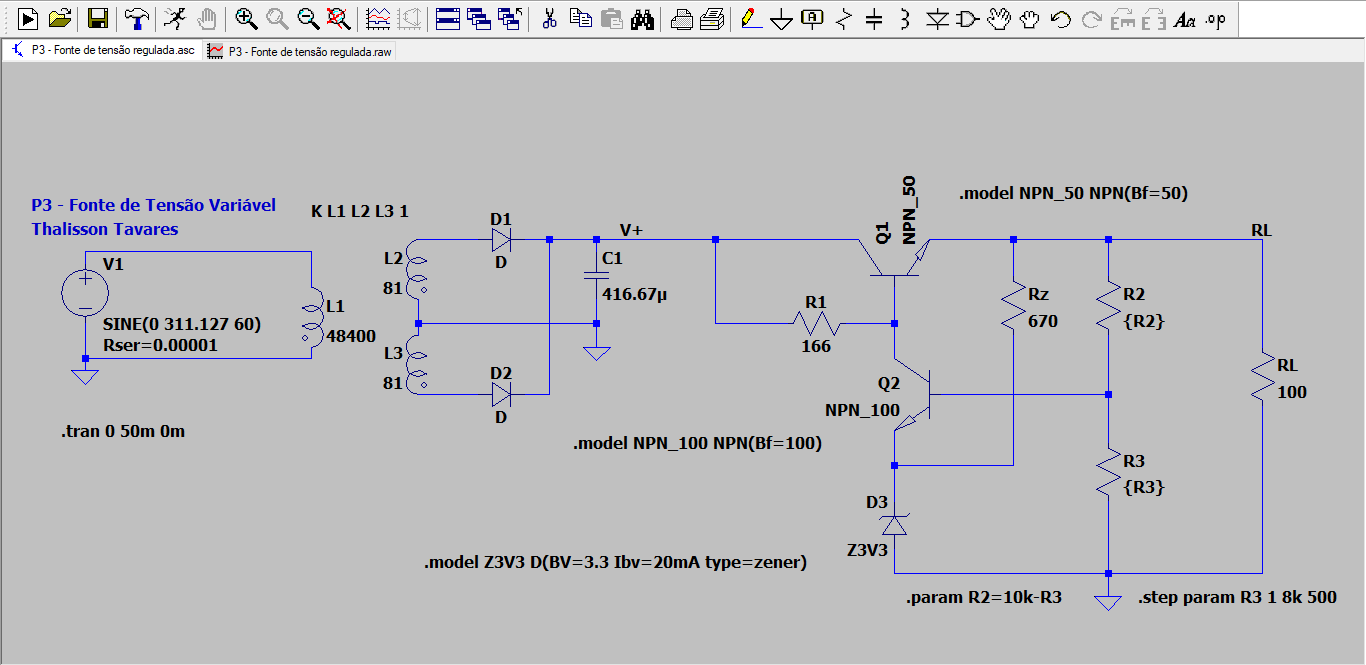 P3 - Fonte de tensão regulada.asc
P3 - Fonte de tensão regulada.raw
P3 - Fonte de Tensão Variável
Thalisson Tavares
K L1 L2 L3 1
.model NPN_50 NPN(Bf=50)
V1
SINE(0 311.127 60)
Rser=0.00001
.tran 0 50m 0m
L1
48400
L2
81
L3
81
D1
D
D2
D
V+
C1
416.67µ
R1
166
Q1
NPN_50
Q2
NPN_100
.model NPN_100 NPN(Bf=100)
Rz
670
R2
{R2}
R3
{R3}
RL
RL
100
D3
Z3V3
.model Z3V3 D(BV=3.3 Ibv=20mA type=zener)
.param R2=10k-R3
.step param R3 1 8k 500
Aa
.op
A